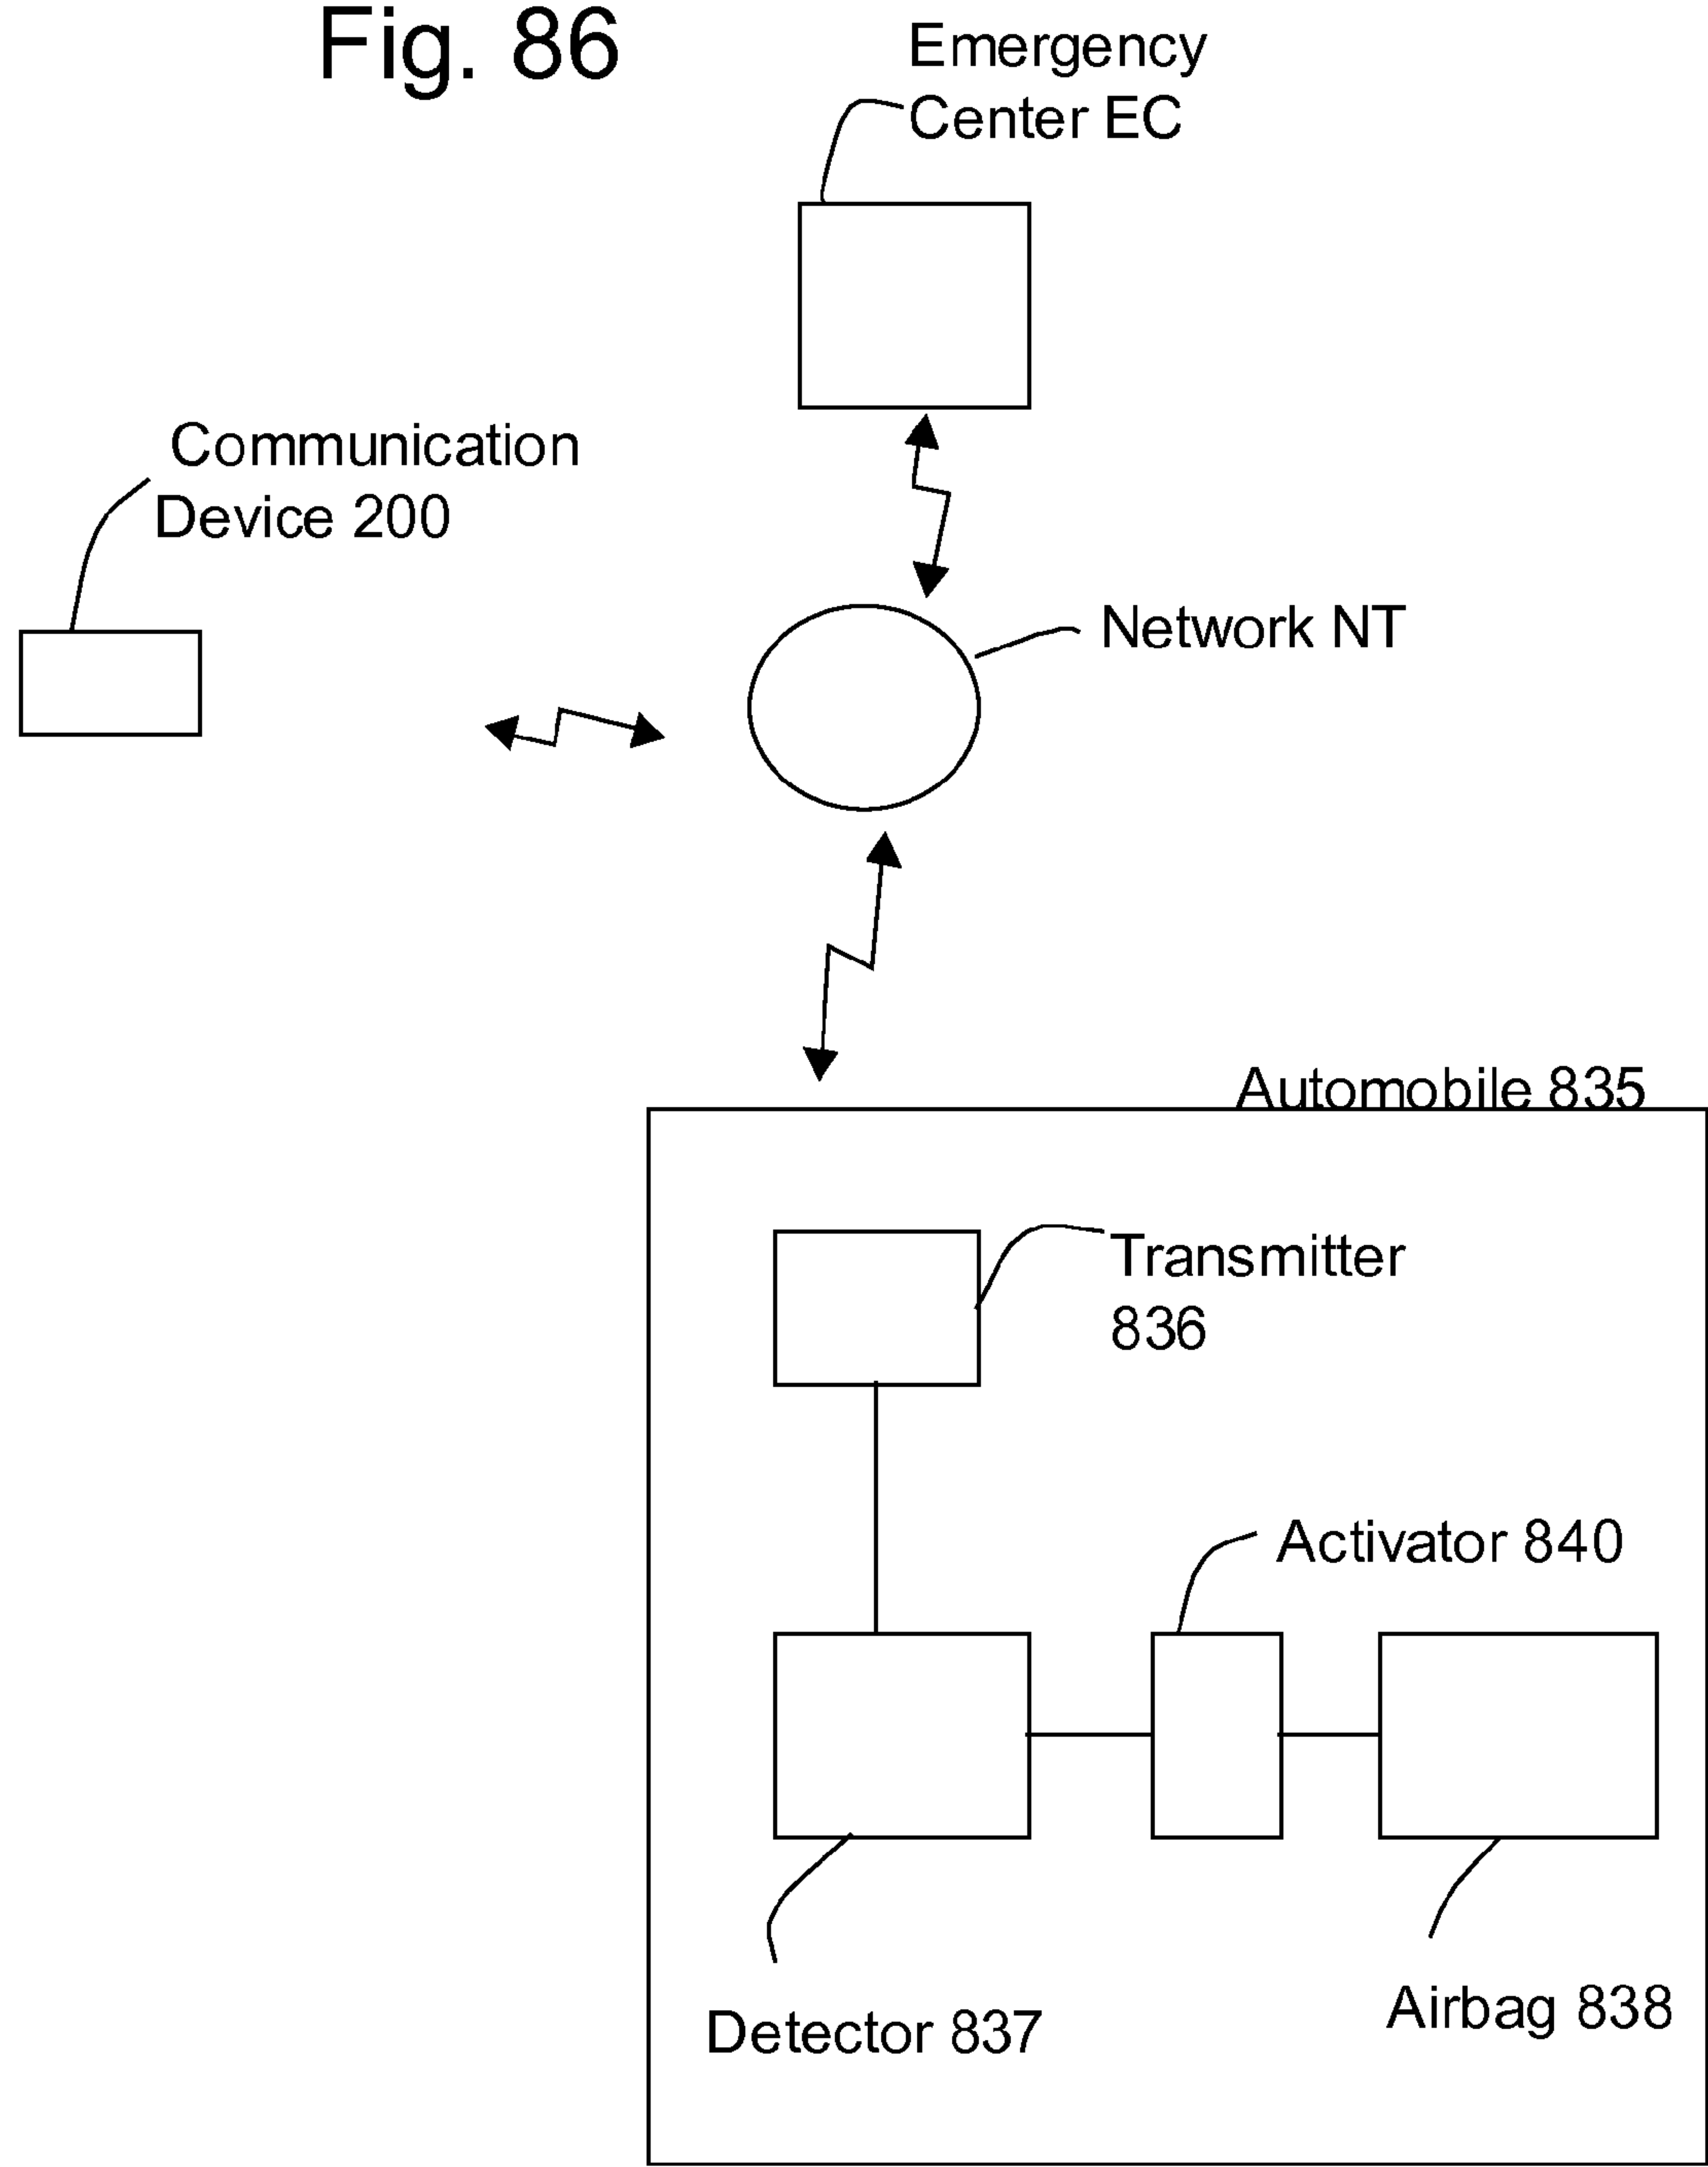 Fig. 86
Emergency
Center EC
Communication
Device 200
Network NT
Automobile 835
Transmitter
836
Activator 840
Detector 837
Airbag 838